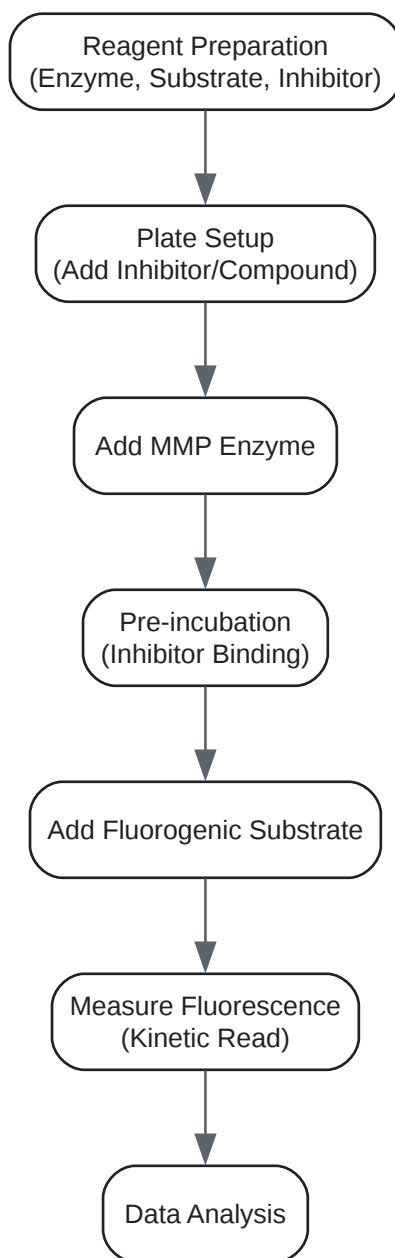 Reagent Preparation
(Enzyme, Substrate, Inhibitor)
Plate Setup
(Add Inhibitor/Compound)
Add MMP Enzyme
Pre-incubation
(Inhibitor Binding)
Add Fluorogenic Substrate
Measure Fluorescence
(Kinetic Read)
Data Analysis